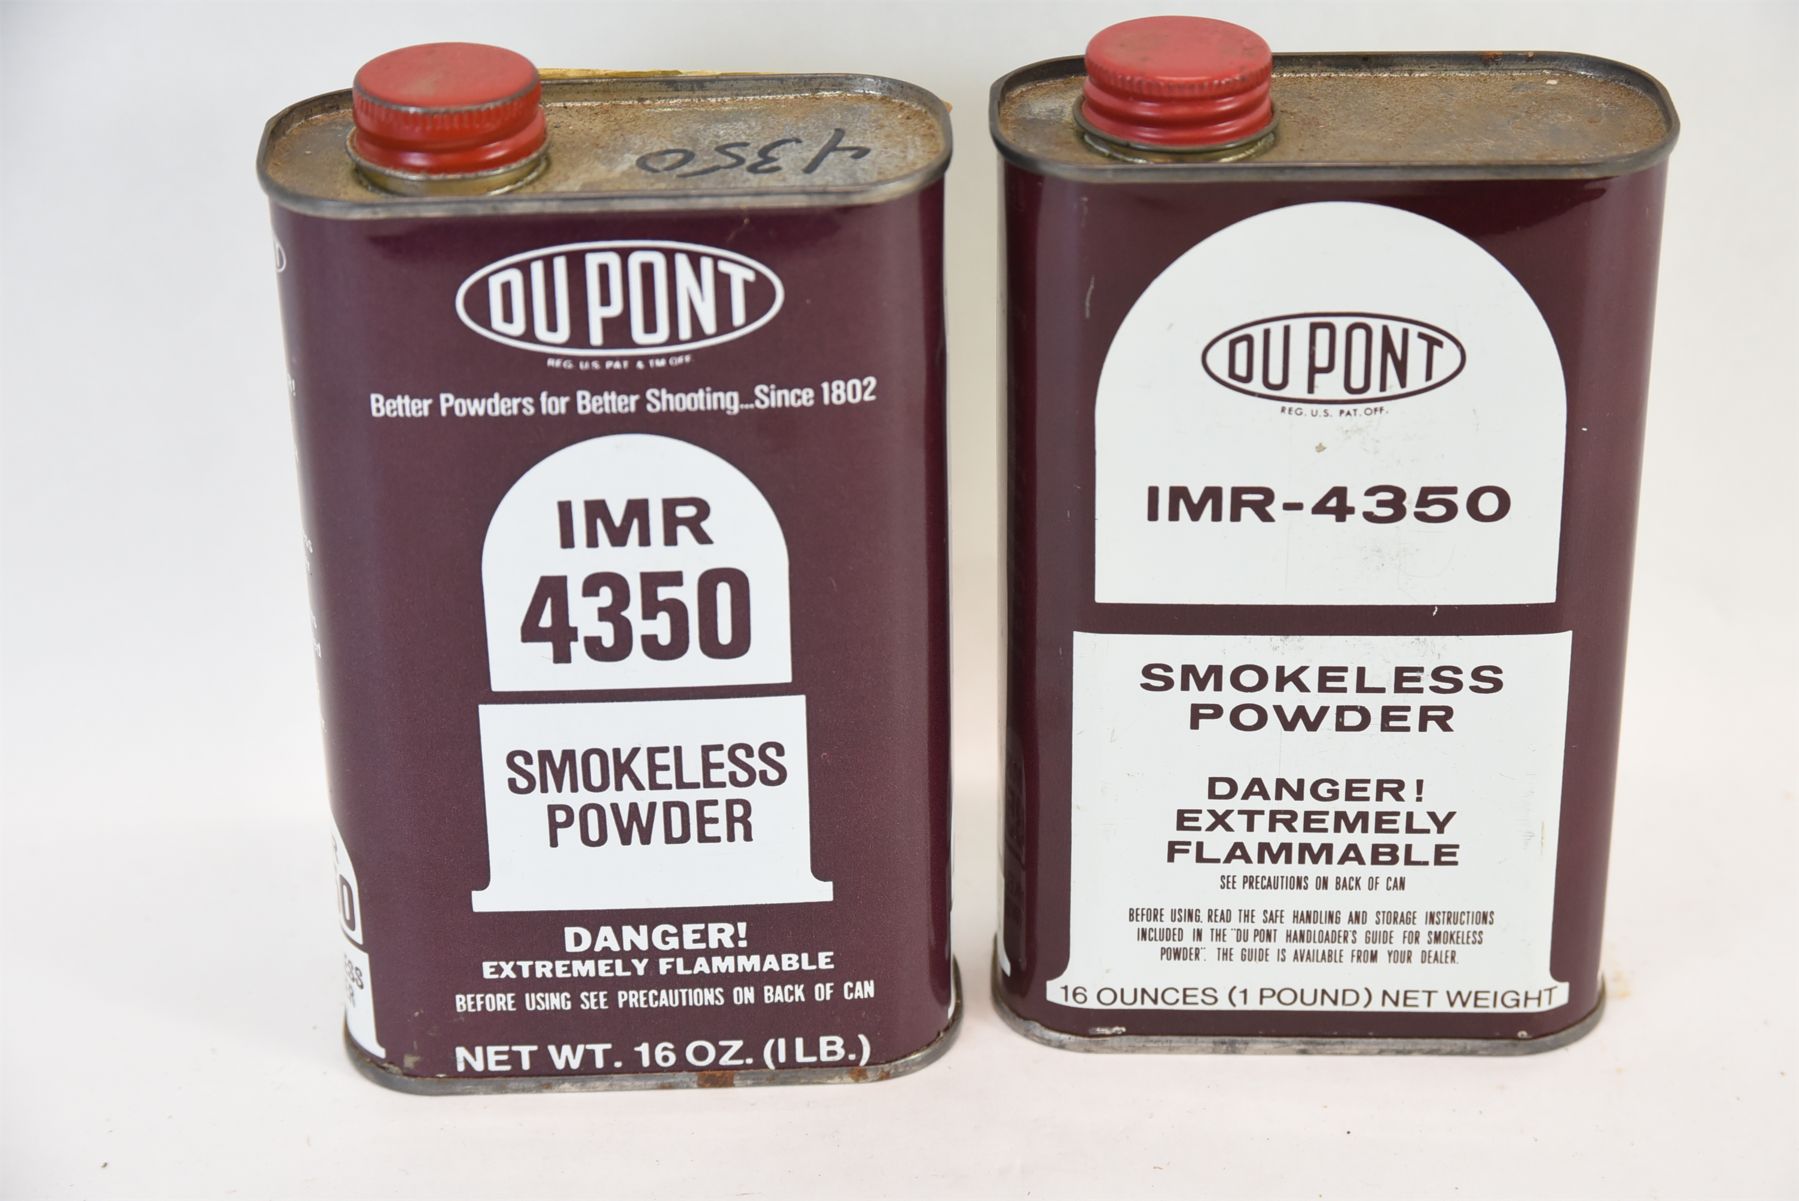 4350
DU PONT
REG. U.S. PAT & TM OFF.
Better Powders for Better Shooting...Since 1802
IMR
4350
SMOKELESS
POWDER
DANGER!
EXTREMELY FLAMMABLE
BEFORE USING SEE PRECAUTIONS ON BACK OF CAN
NET WT. 16 OZ. (1 LB.)
DU PONT
REG. U.S. PAT. OFF.
IMR-4350
SMOKELESS
POWDER
DANGER!
EXTREMELY
FLAMMABLE
SEE PRECAUTIONS ON BACK OF CAN
BEFORE USING, READ THE SAFE HANDLING AND STORAGE INSTRUCTIONS
INCLUDED IN THE "DU PONT HANDLOADER'S GUIDE FOR SMOKELESS
POWDER". THE GUIDE IS AVAILABLE FROM YOUR DEALER.
16 OUNCES (1 POUND) NET WEIGHT